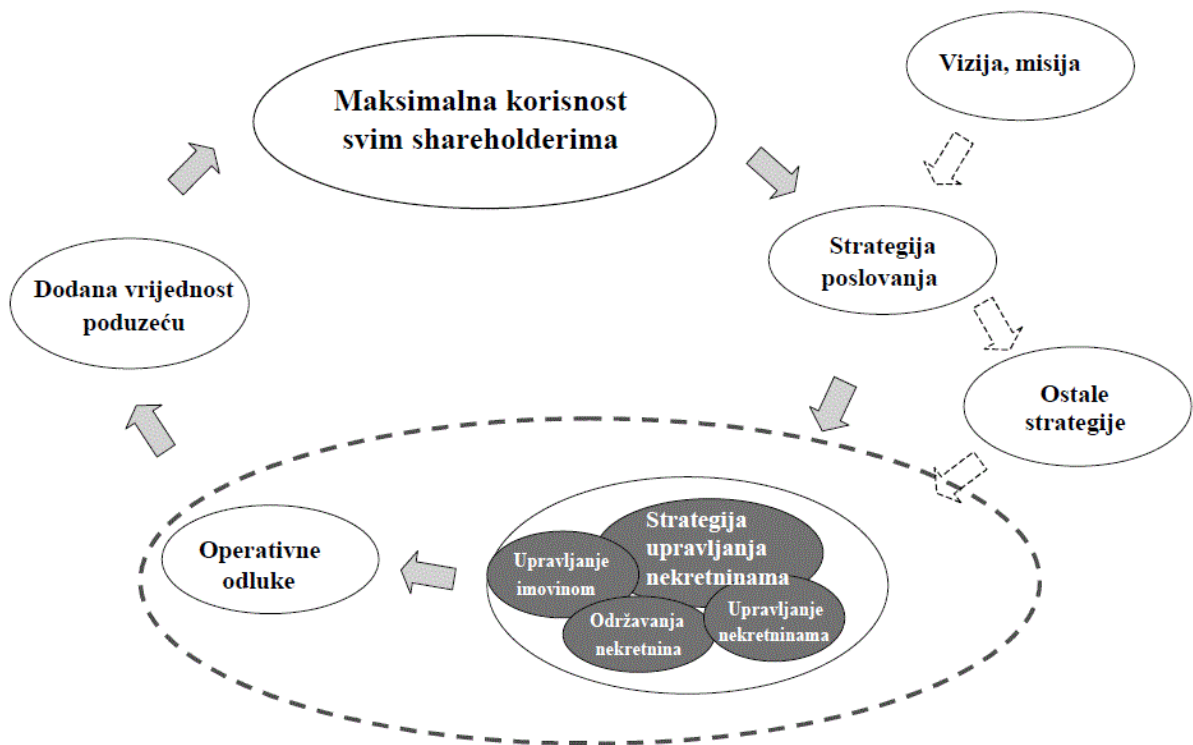 Vizija, misija
Maksimalna korisnost
svim shareholderima
Strategija
poslovanja
Dodana vrijednost
poduzeću
Ostale
strategije
Operativne
odluke
Strategija
upravljanja
nekretninama
Upravljanje
imovinom
Održavanja
nekretnina
Upravljanje
nekretninama